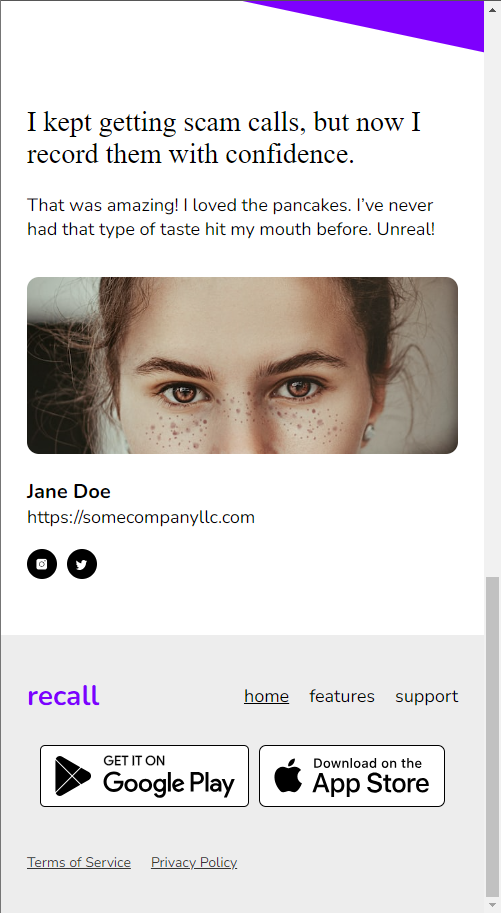 I kept getting scam calls, but now I
record them with confidence.
That was amazing! I loved the pancakes. I’ve never
had that type of taste hit my mouth before. Unreal!
Jane Doe
https://somecompanyllc.com
recall
home features support
GET IT ON
Google Play
Download on the
App Store
Terms of Service Privacy Policy